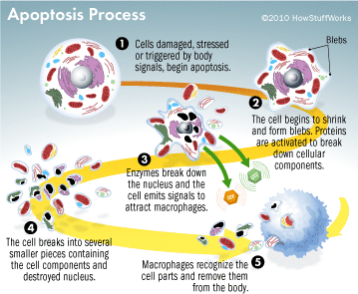 Apoptosis Process
©2010 HowStuffWorks
Blebs
1 Cells damaged, stressed
or triggered by body
signals, begin apoptosis.
2
The cell begins to shrink
and form blebs. Proteins
are activated to break
down cellular
components.
3
Enzymes break down
the nucleus and the
cell emits signals to
attract macrophages.
4
The cell breaks into several
smaller pieces containing
the cell components and
destroyed nucleus.
5
Macrophages recognize the
cell parts and remove them
from the body.